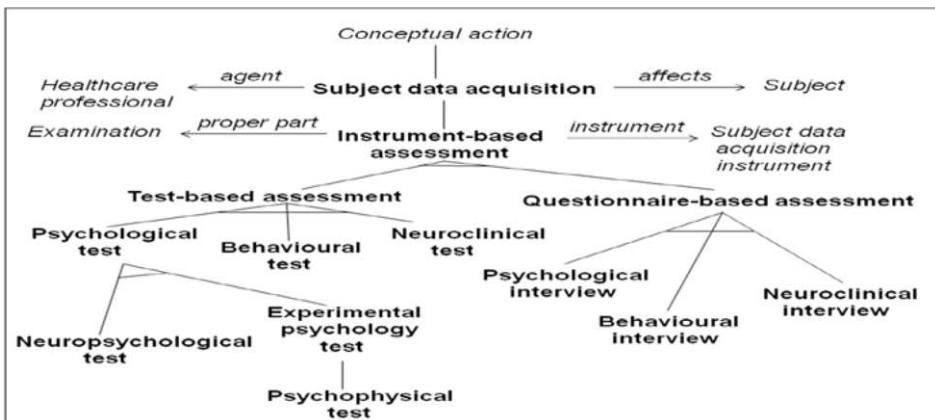 Conceptual action
Healthcare
professional
agent
Subject data acquisition
affects
Subject
Examination
proper part
Instrument-based
assessment
instrument
Subject data
acquisition
instrument
Test-based assessment
Questionnaire-based assessment
Psychological
test
Behavioural
test
Neuroclinical
test
Psychological
interview
Behavioural
interview
Neuroclinical
interview
Neuropsychological
test
Experimental
psychology
test
Psychophysical
test